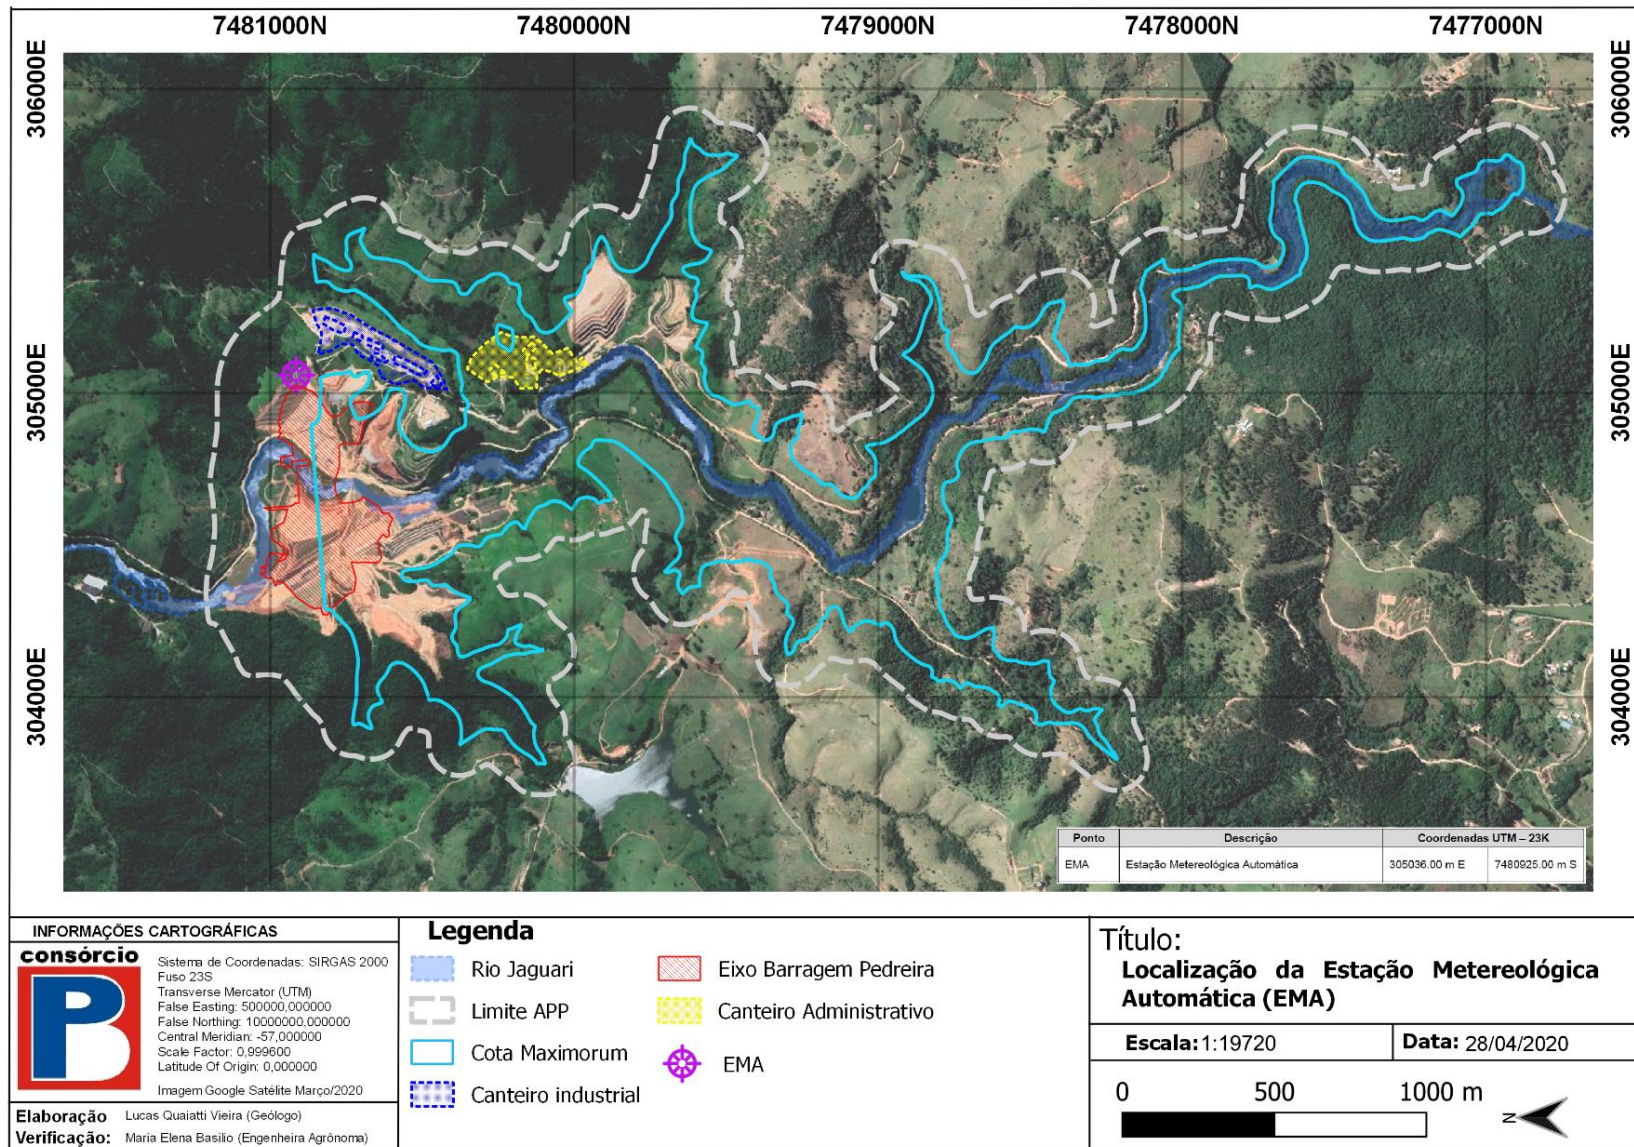 7481000N 7480000N 7479000N 7478000N 7477000N
306000E 306000E
305000E 305000E
304000E 304000E
Ponto Descrição Coordenadas UTM – 23K
EMA Estação Metereológica Automática 305036.00 m E 7480925.00 m S
INFORMAÇÕES CARTOGRÁFICAS
consórcio
PB
Sistema de Coordenadas: SIRGAS 2000
Fuso 23S
Transverse Mercator (UTM)
False Easting: 500000,000000
False Northing: 10000000,000000
Central Meridian: -57,000000
Scale Factor: 0,999600
Latitude Of Origin: 0,000000
Imagem Google Satélite Março/2020
Elaboração Lucas Quaiatti Vieira (Geólogo)
Verificação: Maria Elena Basilio (Engenheira Agrônoma)
Legenda
Rio Jaguari
Limite APP
Cota Maximorum
Canteiro industrial
Eixo Barragem Pedreira
Canteiro Administrativo
EMA
Título:
Localização da Estação Metereológica
Automática (EMA)
Escala: 1:19720
Data: 28/04/2020
0 500 1000 m
N